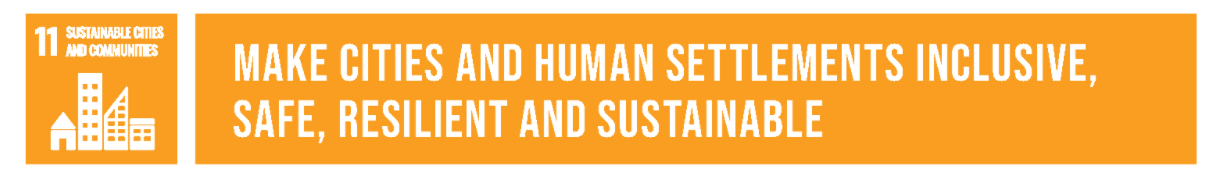 11 SUSTAINABLE CITIES
AND COMMUNITIES
MAKE CITIES AND HUMAN SETTLEMENTS INCLUSIVE,
SAFE, RESILIENT AND SUSTAINABLE